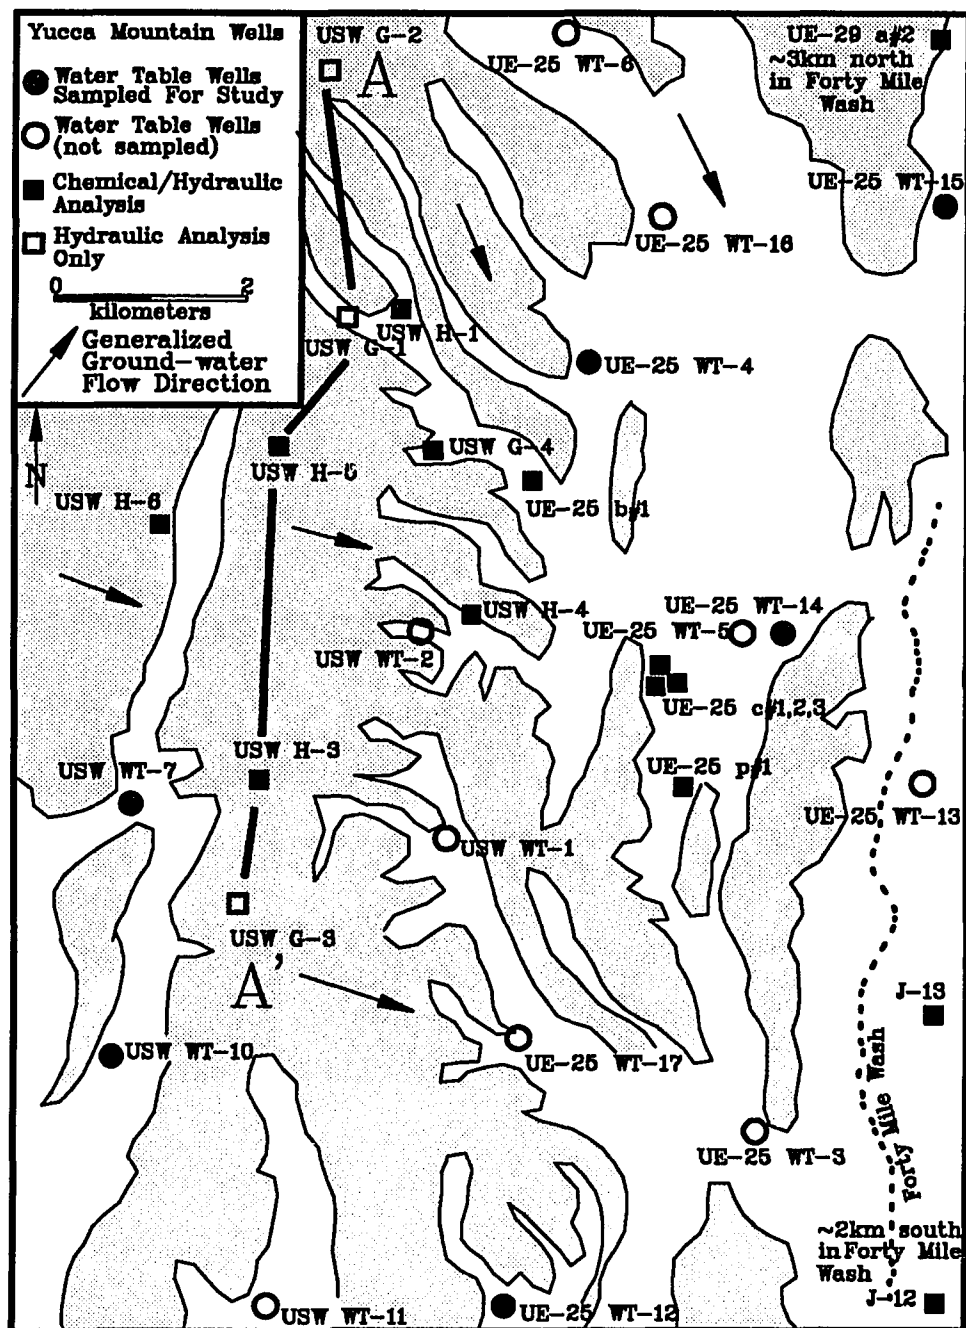 Yucca Mountain Wells
Water Table Wells
Sampled For Study
Water Table Wells
(not sampled)
Chemical/Hydraulic
Analysis
Hydraulic Analysis
Only
0 2
kilometers
Generalized
Ground-water
Flow Direction
N
USW G-2
A
UE-25 WT-6
UE-29 a#2
~3km north
in Forty Mile
Wash
UE-25 WT-15
UE-25 WT-16
USW H-1
USW G-1
UE-25 WT-4
USW G-4
USW H-5
UE-25 b#1
USW H-6
USW H-4
UE-25 WT-14
UE-25 WT-5
USW WT-2
UE-25 c#1,2,3
USW H-3
USW WT-7
UE-25 p#1
UE-25 WT-13
USW WT-1
USW G-3
A'
J-13
USW WT-10
UE-25 WT-17
Forty Mile Wash
UE-25 WT-3
~2km south
in Forty Mile
Wash
J-12
USW WT-11
UE-25 WT-12